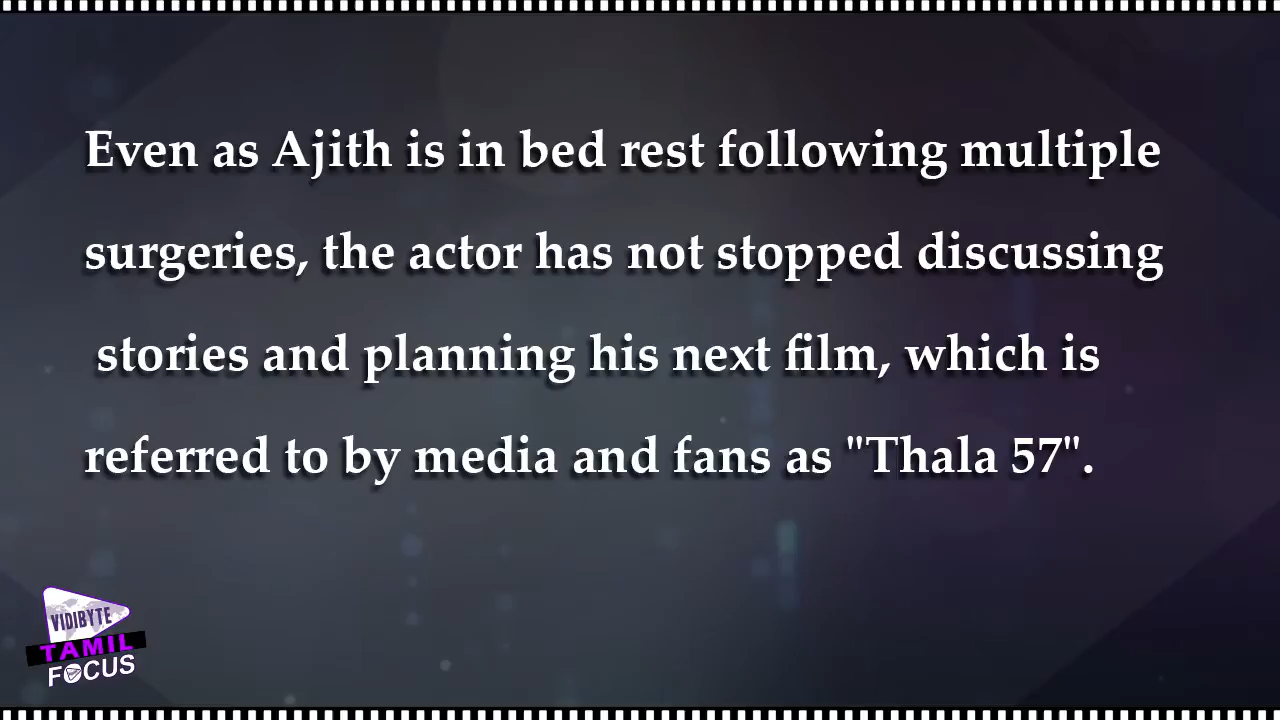 Even as Ajith is in bed rest following multiple
surgeries, the actor has not stopped discussing
stories and planning his next film, which is
referred to by media and fans as "Thala 57".
VIDIBYTE
TAMIL
FOCUS